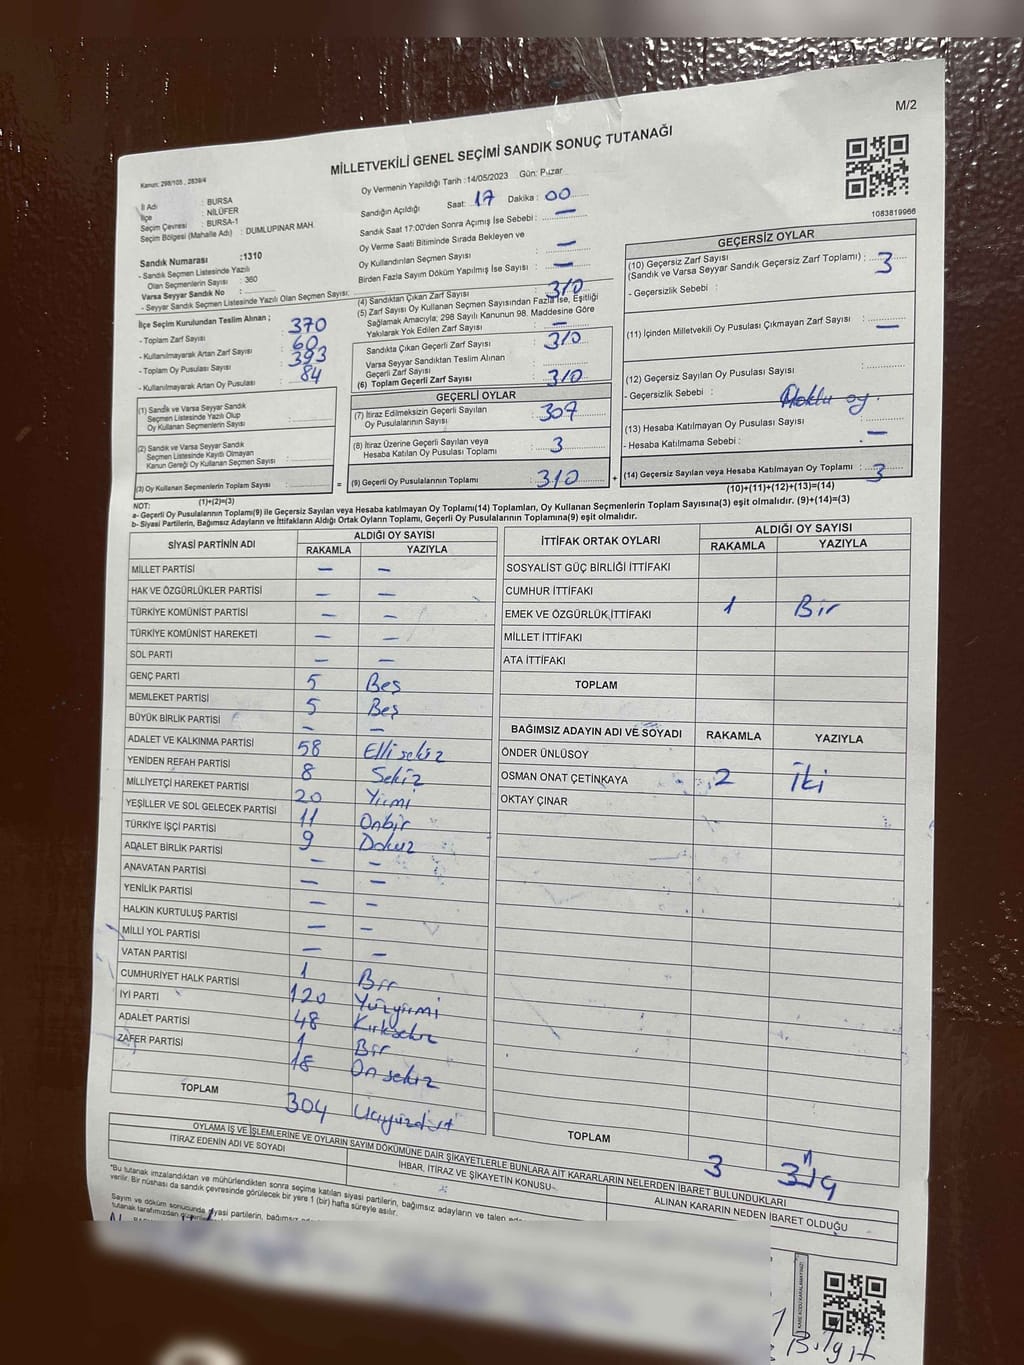 M/2
MİLLETVEKİLİ GENEL SEÇİMİ SANDIK SONUÇ TUTANAĞI
Kanun: 298/105 , 2839/4
Oy Vermenin Yapıldığı Tarih :14/05/2023 Gün: Pazar
İl Adı : BURSA
İlçe : NİLÜFER
Seçim Çevresi : BURSA-1
Seçim Bölgesi (Mahalle Adı) : DUMLUPINAR MAH.
Sandığın Açıldığı Saat: 17 Dakika : 00
Sandık Saat 17:00'den Sonra Açımış İse Sebebi : —
Oy Verme Saati Bitiminde Sırada Bekleyen ve
Oy Kullandırılan Seçmen Sayısı : —
Birden Fazla Sayım Döküm Yapılmış İse Sayısı : —
1083819966
Sandık Numarası :1310
- Sandık Seçmen Listesinde Yazılı
Olan Seçmenlerin Sayısı : 360
Varsa Seyyar Sandık No :
- Seyyar Sandık Seçmen Listesinde Yazılı Olan Seçmen Sayısı:
İlçe Seçim Kurulundan Teslim Alınan ;
- Toplam Zarf Sayısı : 370
- Kullanılmayarak Artan Zarf Sayısı : 60
- Toplam Oy Pusulası Sayısı : 393
- Kullanılmayarak Artan Oy Pusulası : 84
(1) Sandık ve Varsa Seyyar Sandık
Seçmen Listesinde Yazılı Olup
Oy Kullanan Seçmenlerin Sayısı :
(2) Sandık ve Varsa Seyyar Sandık
Seçmen Listesinde Kayıtlı Olmayan
Kanun Gereği Oy Kullanan Seçmen Sayısı :
(3) Oy Kullanan Seçmenlerin Toplam Sayısı : =
(1)+(2)=(3)
(4) Sandıktan Çıkan Zarf Sayısı : 310
(5) Zarf Sayısı Oy Kullanan Seçmen Sayısından Fazla İse, Eşitliği
Sağlamak Amacıyla; 298 Sayılı Kanunun 98. Maddesine Göre
Yakılarak Yok Edilen Zarf Sayısı : —
Sandıkta Çıkan Geçerli Zarf Sayısı : 310
Varsa Seyyar Sandıktan Teslim Alınan
Geçerli Zarf Sayısı :
(6) Toplam Geçerli Zarf Sayısı : 310
GEÇERLİ OYLAR
(7) İtiraz Edilmeksizin Geçerli Sayılan
Oy Pusulalarının Sayısı : 307
(8) İtiraz Üzerine Geçerli Sayılan veya
Hesaba Katılan Oy Pusulası Toplamı : 3
(9) Geçerli Oy Pusulalarının Toplamı : 310 +
GEÇERSİZ OYLAR
(10) Geçersiz Zarf Sayısı
(Sandık ve Varsa Seyyar Sandık Geçersiz Zarf Toplamı) : 3
- Geçersizlik Sebebi :
(11) İçinden Milletvekili Oy Pusulası Çıkmayan Zarf Sayısı : —
(12) Geçersiz Sayılan Oy Pusulası Sayısı :
- Geçersizlik Sebebi : oy.
(13) Hesaba Katılmayan Oy Pusulası Sayısı : —
- Hesaba Katılmama Sebebi :
(14) Geçersiz Sayılan veya Hesaba Katılmayan Oy Toplamı : 3
(10)+(11)+(12)+(13)=(14)
NOT:
a- Geçerli Oy Pusulalarının Toplamı(9) ile Geçersiz Sayılan veya Hesaba katılmayan Oy Toplamı(14) Toplamları, Oy Kullanan Seçmenlerin Toplam Sayısına(3) eşit olmalıdır. (9)+(14)=(3)
b- Siyasi Partilerin, Bağımsız Adayların ve İttifakların Aldığı Ortak Oyların Toplamı, Geçerli Oy Pusulalarının Toplamına(9) eşit olmalıdır.
SİYASİ PARTİNİN ADI ALDIĞI OY SAYISI
RAKAMLA YAZIYLA
MİLLET PARTİSİ — —
HAK VE ÖZGÜRLÜKLER PARTİSİ — —
TÜRKİYE KOMÜNİST PARTİSİ — —
TÜRKİYE KOMÜNİST HAREKETİ — —
SOL PARTİ — —
GENÇ PARTİ 5 Beş
MEMLEKET PARTİSİ 5 Beş
BÜYÜK BİRLİK PARTİSİ — —
ADALET VE KALKINMA PARTİSİ 58 Elli sekiz
YENİDEN REFAH PARTİSİ 8 Sekiz
MİLLİYETÇİ HAREKET PARTİSİ 20 Yirmi
YEŞİLLER VE SOL GELECEK PARTİSİ 11 Onbir
TÜRKİYE İŞÇİ PARTİSİ 9 Dokuz
ADALET BİRLİK PARTİSİ — —
ANAVATAN PARTİSİ — —
YENİLİK PARTİSİ — —
HALKIN KURTULUŞ PARTİSİ — —
MİLLİ YOL PARTİSİ — —
VATAN PARTİSİ 1 Bir
CUMHURİYET HALK PARTİSİ 120 Yüzyirmi
İYİ PARTİ 48 Kırksekiz
ADALET PARTİSİ 1 Bir
ZAFER PARTİSİ 18 Onsekiz
TOPLAM 304 Üçyüzdört
İTTİFAK ORTAK OYLARI ALDIĞI OY SAYISI
RAKAMLA YAZIYLA
SOSYALİST GÜÇ BİRLİĞİ İTTİFAKI
CUMHUR İTTİFAKI
EMEK VE ÖZGÜRLÜK İTTİFAKI 1 Bir
MİLLET İTTİFAKI
ATA İTTİFAKI
TOPLAM
BAĞIMSIZ ADAYIN ADI VE SOYADI RAKAMLA YAZIYLA
ÖNDER ÜNLÜSOY
OSMAN ONAT ÇETİNKAYA 2 İki
OKTAY ÇINAR
TOPLAM 3
OYLAMA İŞ VE İŞLEMLERİNE VE OYLARIN SAYIM DÖKÜMÜNE DAİR ŞİKAYETLERLE BUNLARA AİT KARARLARIN NELERDEN İBARET BULUNDUKLARI
İTİRAZ EDENİN ADI VE SOYADI İHBAR, İTİRAZ VE ŞİKAYETİN KONUSU ALINAN KARARIN NEDEN İBARET OLDUĞU
"Bu tutanak imzalandıktan ve mühürlendikten sonra seçime katılan siyasi partilerin, bağımsız adayların ve talen
verilir. Bir nüshası da sandık çevresinde görülecek bir yere 1 (bir) hafta süreyle asılır.
Sayım ve döküm sonucunda siyasi partilerin, bağımsız
tutanak tarafımızdan